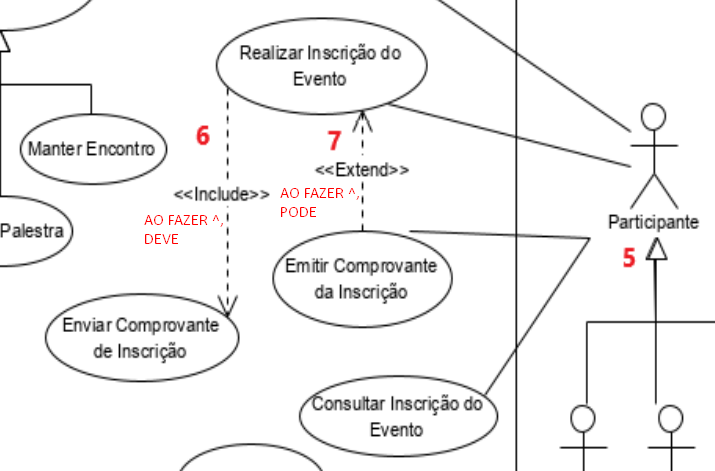 Realizar Inscrição do
Evento
6
7
Manter Encontro
<<Extend>>
<<Include>>
AO FAZER ^,
DEVE
AO FAZER ^,
PODE
Participante
Palestra
5
Emitir Comprovante
da Inscrição
Enviar Comprovante
de Inscrição
Consultar Inscrição do
Evento